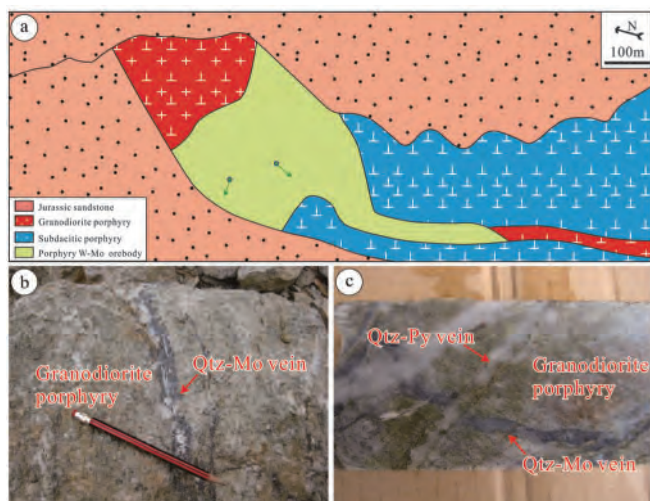 a
N
100m
Jurassic sandstone
Granodiorite porphyry
Subdacitic porphyry
Porphyry W-Mo orebody
b
Granodiorite
porphyry
Qtz-Mo vein
c
Qtz-Py vein
Granodiorite
porphyry
Qtz-Mo vein